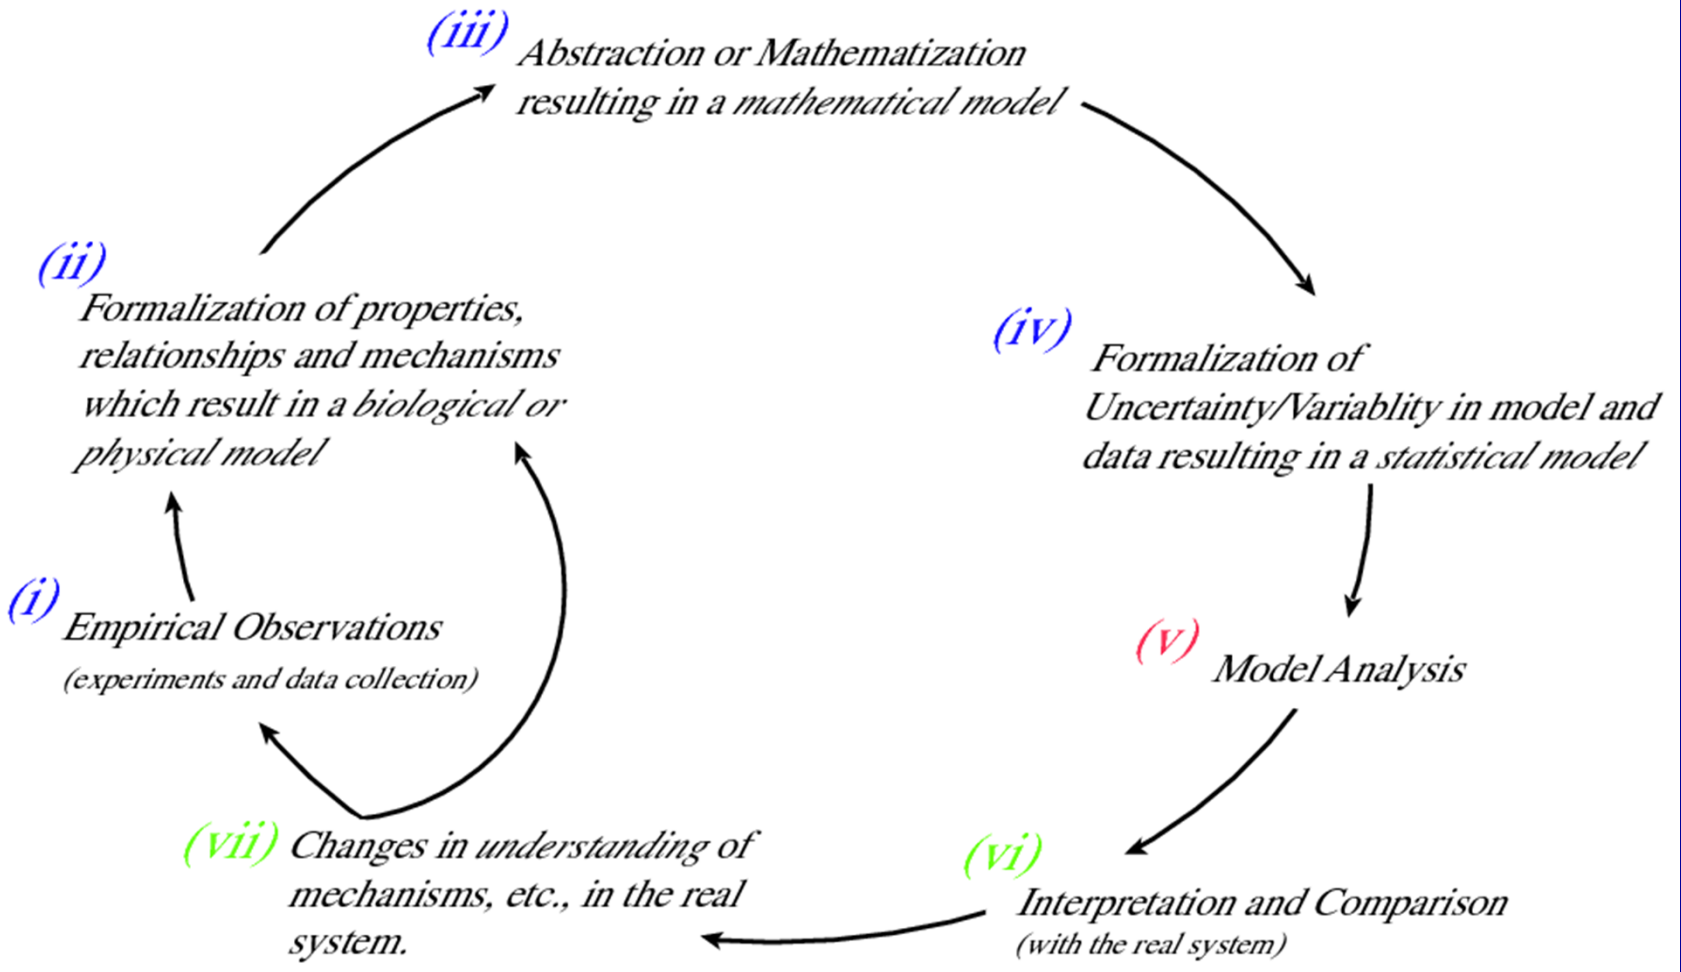 (iii)
Abstraction or Mathematization
resulting in a mathematical model
(ii)
Formalization of properties,
relationships and mechanisms
which result in a biological or
physical model
(iv)
Formalization of
Uncertainty/Variablity in model and
data resulting in a statistical model
(i)
Empirical Observations
(experiments and data collection)
(v)
Model Analysis
(vii)
Changes in understanding of
mechanisms, etc., in the real
system.
(vi)
Interpretation and Comparison
(with the real system)